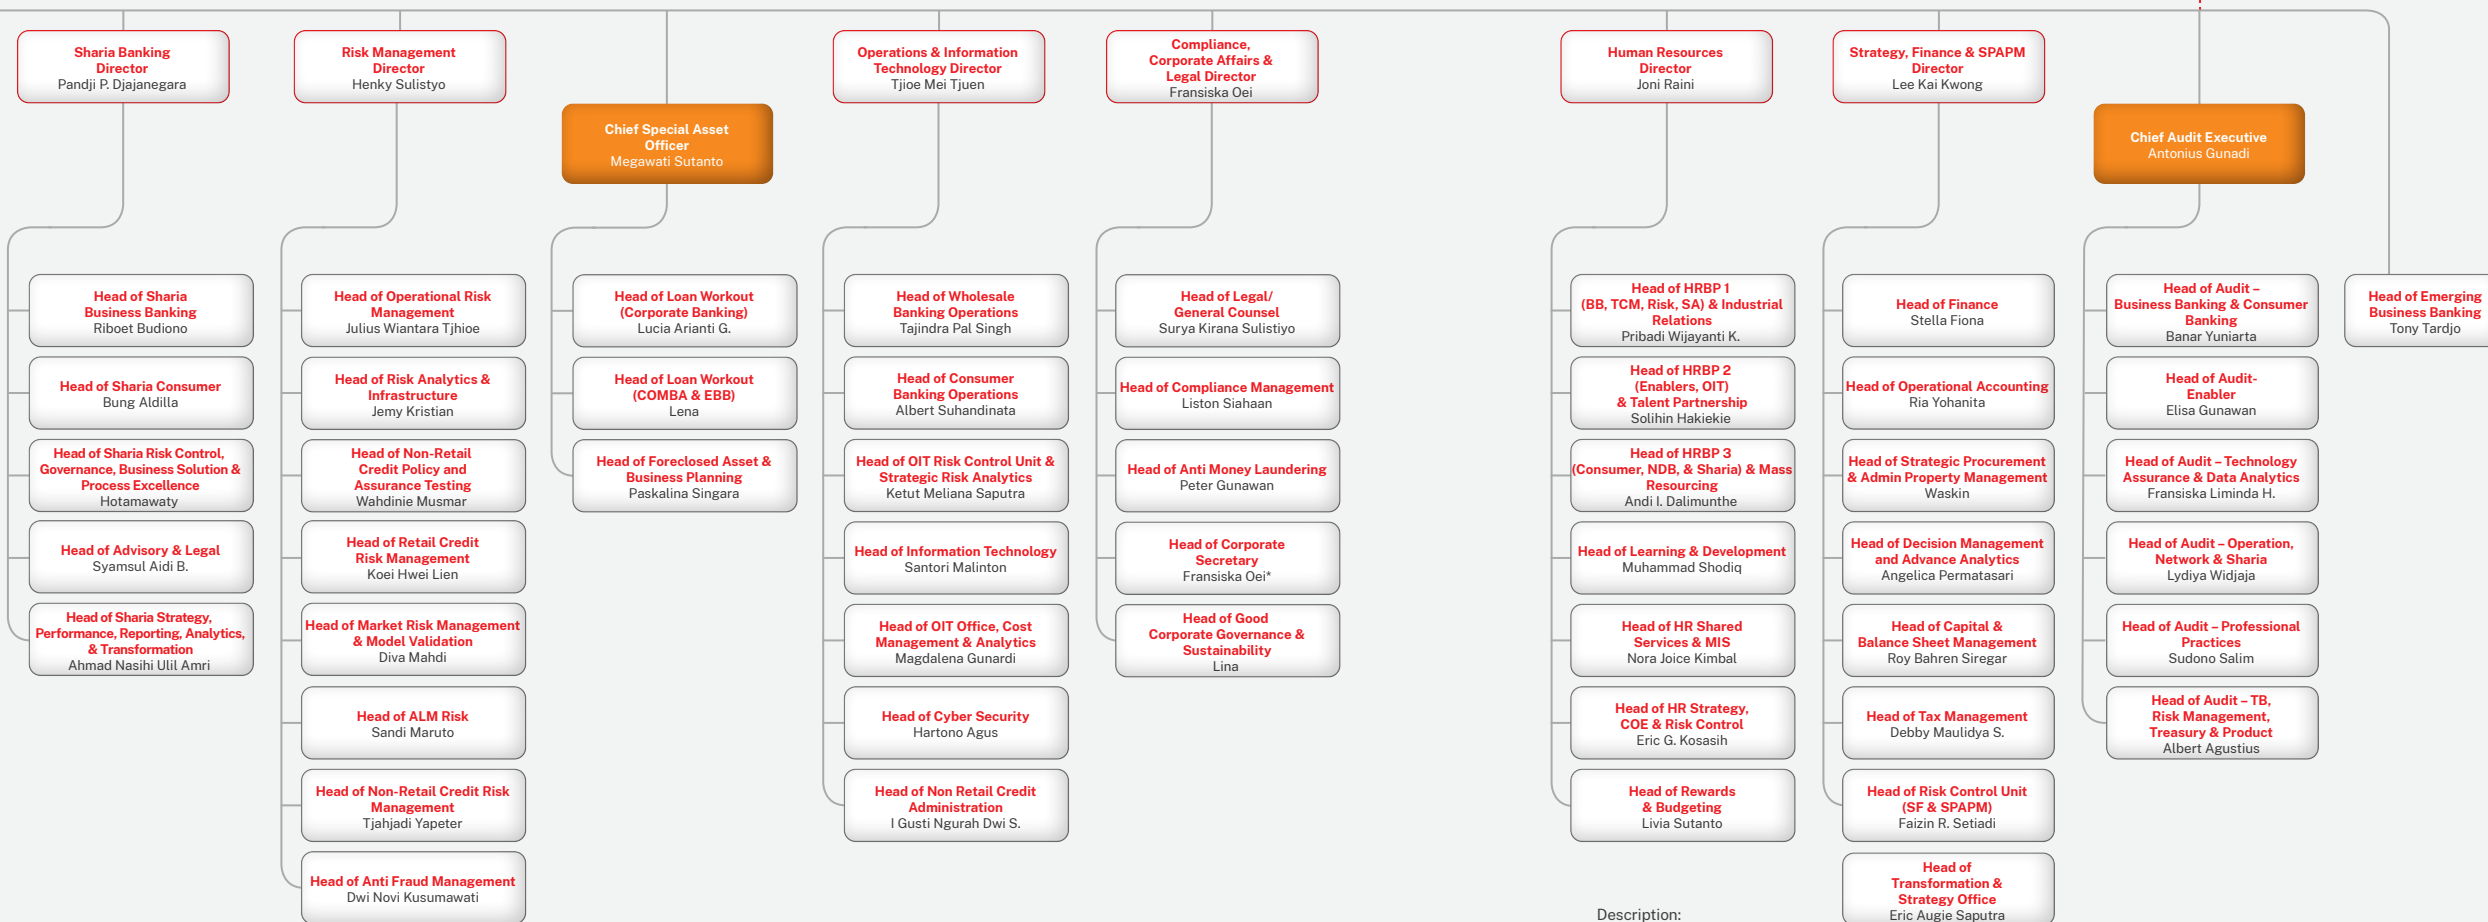 Sharia Banking
Director
Pandji P. Djajanegara
Risk Management
Director
Henky Sulistyo
Chief Special Asset
Officer
Megawati Sutanto
Operations & Information
Technology Director
Tjioe Mei Tjuen
Compliance,
Corporate Affairs &
Legal Director
Fransiska Oei
Human Resources
Director
Joni Raini
Strategy, Finance & SPAPM
Director
Lee Kai Kwong
Chief Audit Executive
Antonius Gunadi
Head of Sharia
Business Banking
Riboet Budiono
Head of Sharia Consumer
Bung Aldilla
Head of Sharia Risk Control,
Governance, Business Solution &
Process Excellence
Hotamawaty
Head of Advisory & Legal
Syamsul Aidi B.
Head of Sharia Strategy,
Performance, Reporting, Analytics,
& Transformation
Ahmad Nasihi Ulil Amri
Head of Operational Risk
Management
Julius Wiantara Tjhioe
Head of Risk Analytics &
Infrastructure
Jemy Kristian
Head of Non-Retail
Credit Policy and
Assurance Testing
Wahdinie Musmar
Head of Retail Credit
Risk Management
Koei Hwei Lien
Head of Market Risk Management
& Model Validation
Diva Mahdi
Head of ALM Risk
Sandi Maruto
Head of Non-Retail Credit Risk
Management
Tjahjadi Yapeter
Head of Anti Fraud Management
Dwi Novi Kusumawati
Head of Loan Workout
(Corporate Banking)
Lucia Arianti G.
Head of Loan Workout
(COMBA & EBB)
Lena
Head of Foreclosed Asset &
Business Planning
Paskalina Singara
Head of Wholesale
Banking Operations
Tajindra Pal Singh
Head of Consumer
Banking Operations
Albert Suhandinata
Head of OIT Risk Control Unit &
Strategic Risk Analytics
Ketut Meliana Saputra
Head of Information Technology
Santori Malinton
Head of OIT Office, Cost
Management & Analytics
Magdalena Gunardi
Head of Cyber Security
Hartono Agus
Head of Non Retail Credit
Administration
I Gusti Ngurah Dwi S.
Head of Legal/
General Counsel
Surya Kirana Sulistiyo
Head of Compliance Management
Liston Siahaan
Head of Anti Money Laundering
Peter Gunawan
Head of Corporate
Secretary
Fransiska Oei*
Head of Good
Corporate Governance &
Sustainability
Lina
Head of HRBP 1
(BB, TCM, Risk, SA) & Industrial
Relations
Pribadi Wijayanti K.
Head of HRBP 2
(Enablers, OIT)
& Talent Partnership
Solihin Hakiekie
Head of HRBP 3
(Consumer, NDB, & Sharia) & Mass
Resourcing
Andi I. Dalimunthe
Head of Learning & Development
Muhammad Shodiq
Head of HR Shared
Services & MIS
Nora Joice Kimbal
Head of HR Strategy,
COE & Risk Control
Eric G. Kosasih
Head of Rewards
& Budgeting
Livia Sutanto
Head of Finance
Stella Fiona
Head of Operational Accounting
Ria Yohanita
Head of Strategic Procurement
& Admin Property Management
Waskin
Head of Decision Management
and Advance Analytics
Angelica Permatasari
Head of Capital &
Balance Sheet Management
Roy Bahren Siregar
Head of Tax Management
Debby Maulidya S.
Head of Risk Control Unit
(SF & SPAPM)
Faizin R. Setiadi
Head of
Transformation &
Strategy Office
Eric Augie Saputra
Head of Audit –
Business Banking & Consumer
Banking
Banar Yuniarta
Head of Audit-
Enabler
Elisa Gunawan
Head of Audit – Technology
Assurance & Data Analytics
Fransiska Liminda H.
Head of Audit – Operation,
Network & Sharia
Lydiya Widjaja
Head of Audit – Professional
Practices
Sudono Salim
Head of Audit – TB,
Risk Management,
Treasury & Product
Albert Agustius
Head of Emerging
Business Banking
Tony Tardjo
Description: